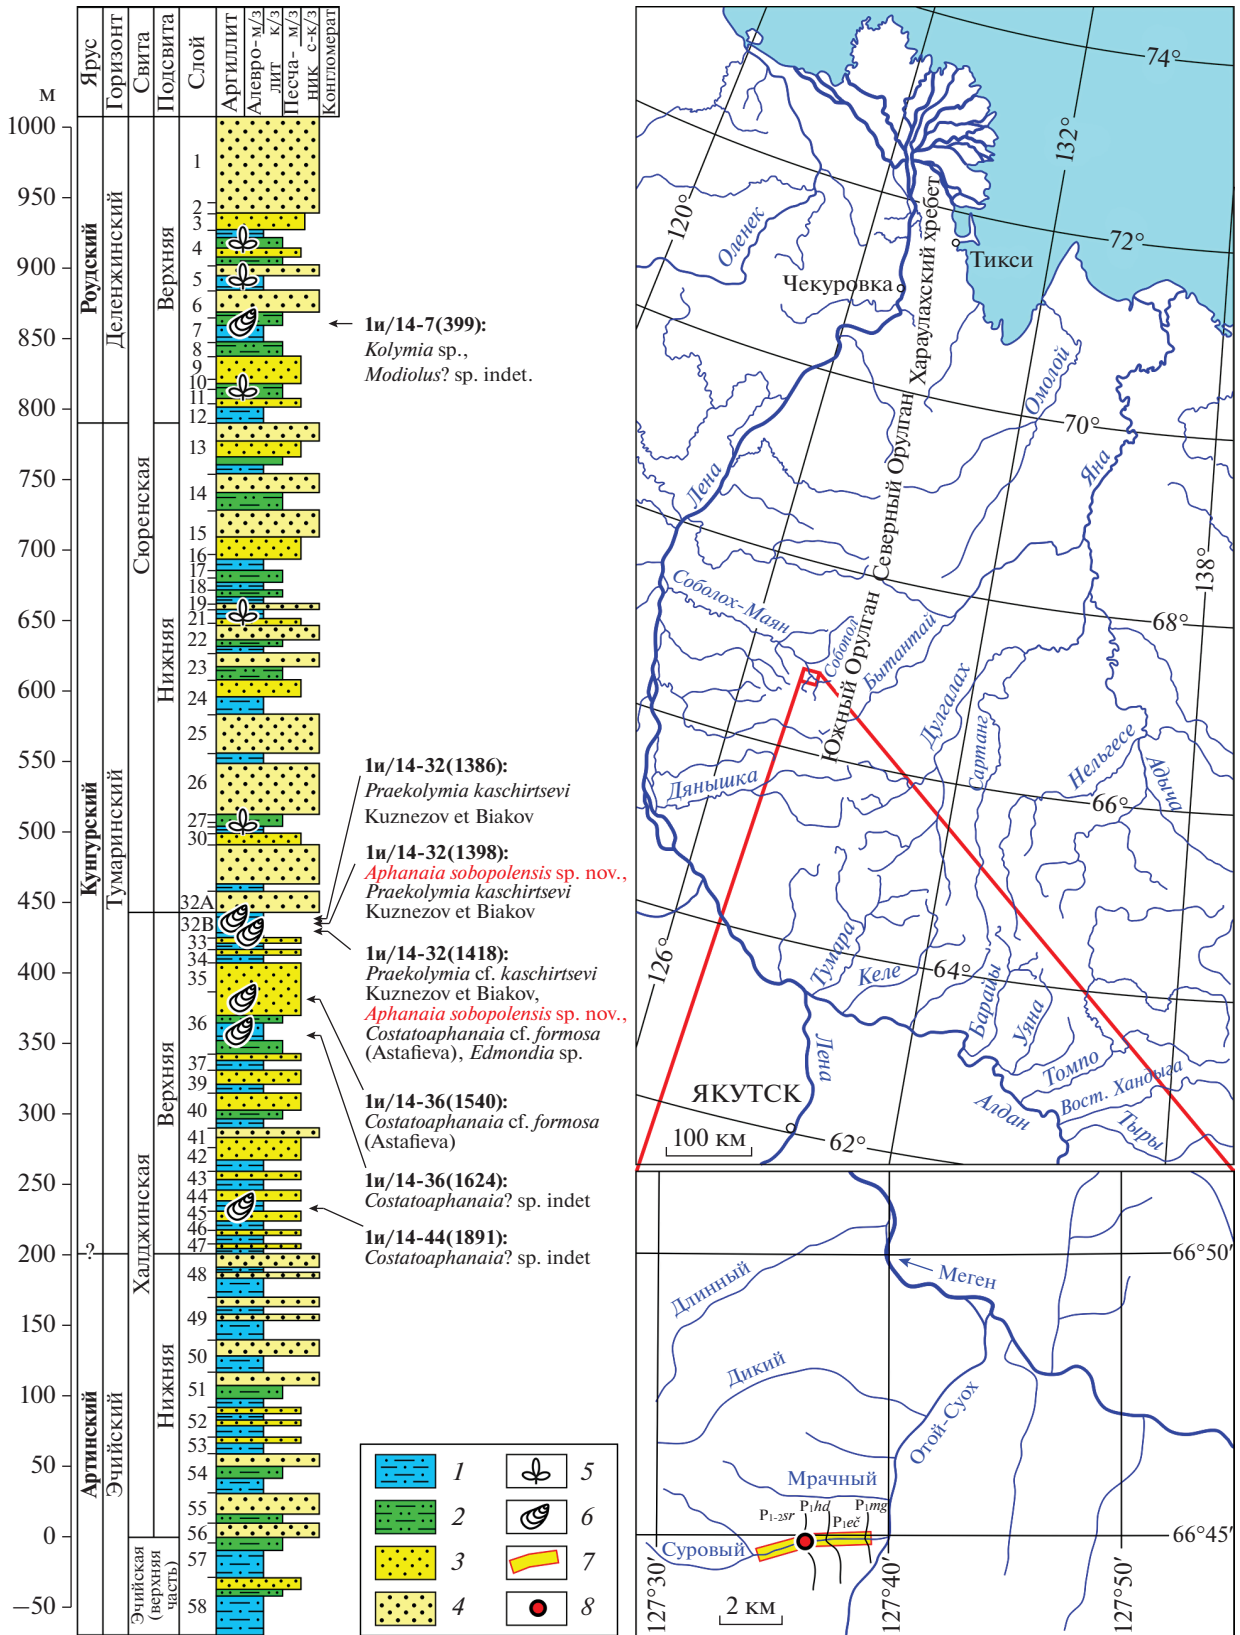 м
Ярус
Горизонт
Свита
Подсвита
Слой
Аргиллит
Алевро- м/з
лит к/з
Песча- м/з
ник с-к/з
Конгломерат
1000
950
900
850
800
750
700
650
600
550
500
450
400
350
300
250
200
150
100
50
0
−50
Роудский
Кунгурский
?
Артинский
Деленжинский
Тумаринский
Эчийский
Сюренская
Халджинская
Эчийская
(верхняя
часть)
Верхняя
Нижняя
Верхняя
Нижняя
1
2
3
4
5
6
7
8
9
10
11
12
13
14
15
16
17
18
19
21
22
23
24
25
26
27
30
32А
32В
33
34
35
36
37
39
40
41
42
43
44
45
46
47
48
49
50
51
52
53
54
55
56
57
58
1и/14-7(399):
Kolymia sp.,
Modiolus? sp. indet.
1и/14-32(1386):
Praekolymia kaschirtsevi
Kuznezov et Biakov
1и/14-32(1398):
Aphanaia sobopolensis sp. nov.,
Praekolymia kaschirtsevi
Kuznezov et Biakov
1и/14-32(1418):
Praekolymia cf. kaschirtsevi
Kuznezov et Biakov,
Aphanaia sobopolensis sp. nov.,
Costatoaphanaia cf. formosa
(Astafieva), Edmondia sp.
1и/14-36(1540):
Costatoaphanaia cf. formosa
(Astafieva)
1и/14-36(1624):
Costatoaphanaia? sp. indet
1и/14-44(1891):
Costatoaphanaia? sp. indet
1
2
3
4
5
6
7
8
74°
132°
120°
72°
Оленек
Тикси
Чекуровка
Хараулахский хребет
Северный Орулган
Южный Орулган
Омолой
70°
Яна
Лена
138°
Соболох-Маян
Собопол
68°
Бытантай
Дулгалах
Сартанг
Нельгесе
Адыча
Дянышка
66°
126°
Тумара
Келе
64°
Барайы
Уяна
Томпо
Вост. Хандыга
Тыры
Алдан
Лена
ЯКУТСК
100 км
62°
66°50′
Меген
Длинный
Дикий
Отой-Суох
Мрачный
P1-2sr
P1hd
P1eč
P1mg
66°45′
Суровый
2 км
127°30′
127°40′
127°50′